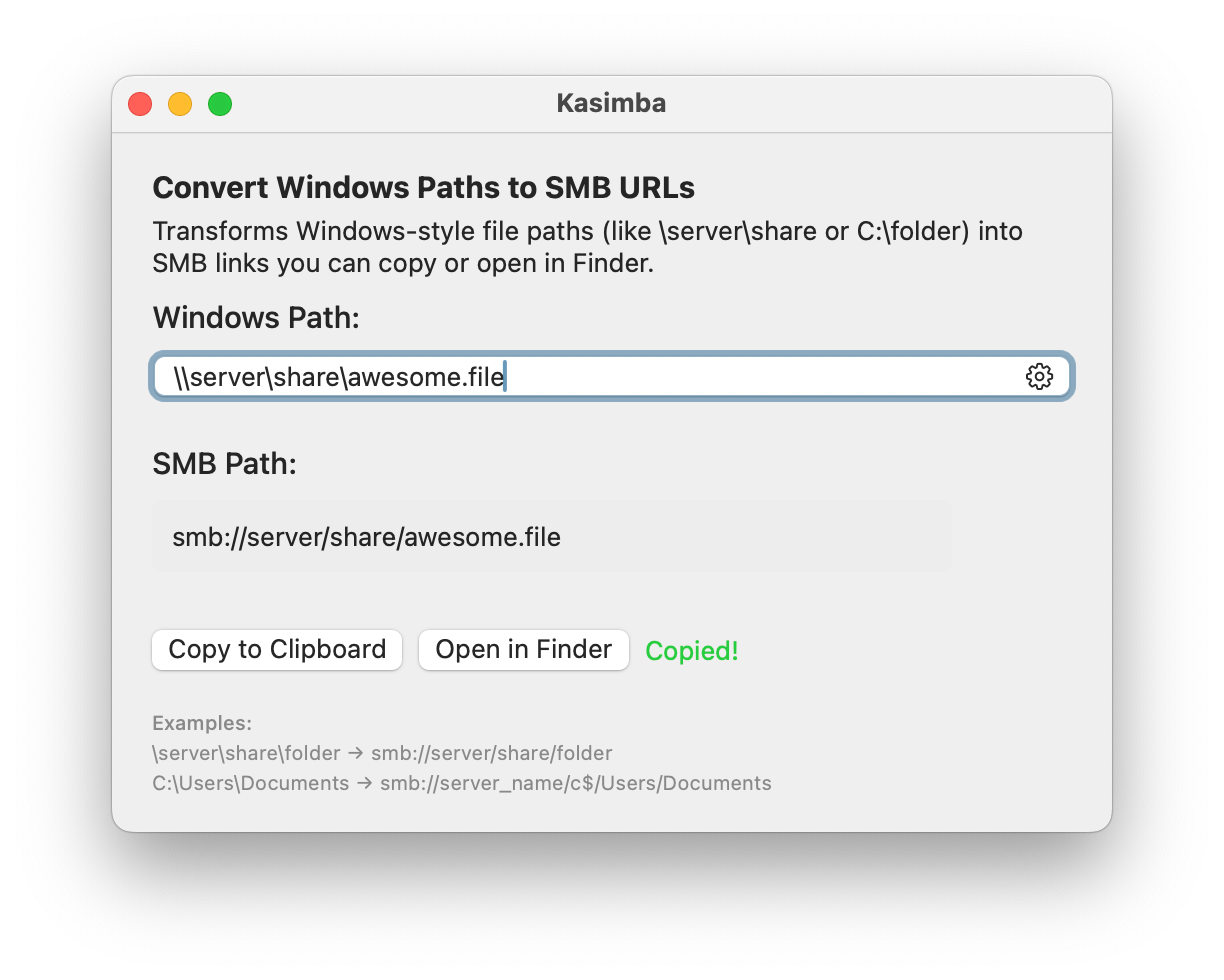 Kasimba
Convert Windows Paths to SMB URLs
Transforms Windows-style file paths (like \server\share or C:\folder) into
SMB links you can copy or open in Finder.
Windows Path:
\\server\share\awesome.file
SMB Path:
smb://server/share/awesome.file
Copy to Clipboard Open in Finder Copied!
Examples:
\server\share\folder → smb://server/share/folder
C:\Users\Documents → smb://server_name/c$/Users/Documents